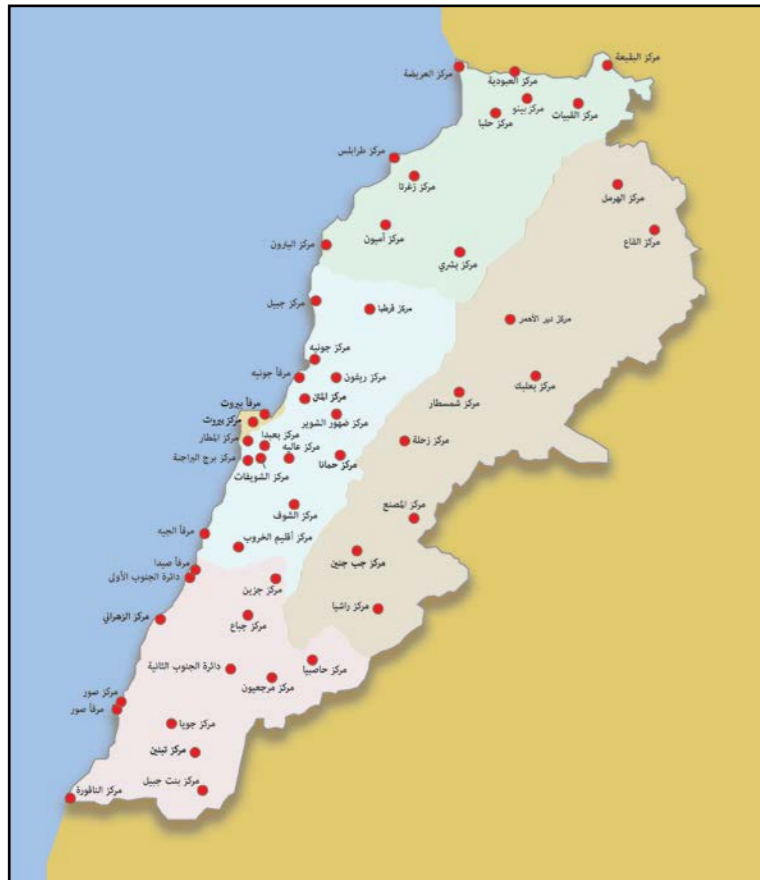 مركز البقيعة
مركز العريضة
مركز العبودية
مركز بينو
مركز القبيات
مركز حلبا
مركز طرابلس
مركز زغرتا
مركز الهرمل
مركز أميون
مركز القاع
مركز البترون
مركز بشري
مركز جبيل
مركز قرطبا
مركز دير الأحمر
مركز جونيه
مرفأ جونيه
مركز ريفون
مركز بعلبك
مركز المتن
مركز شمسطار
مرفأ بيروت
مركز بيروت
مركز ضهور الشوير
مركز المطار
مركز بعبدا
مركز زحلة
مركز عاليه
مركز برج البراجنة
مركز حمانا
مركز الشويفات
مركز المصنع
مركز الشوف
مرفأ الجيه
مركز أقليم الخروب
مركز جب جنين
مرفأ صيدا
دائرة الجنوب الأولى
مركز جزين
مركز راشيا
مركز الزهراني
مركز جباع
دائرة الجنوب الثانية
مركز حاصبيا
مركز مرجعيون
مركز صور
مرفأ صور
مركز جويا
مركز تبنين
مركز بنت جبيل
مركز الناقورة